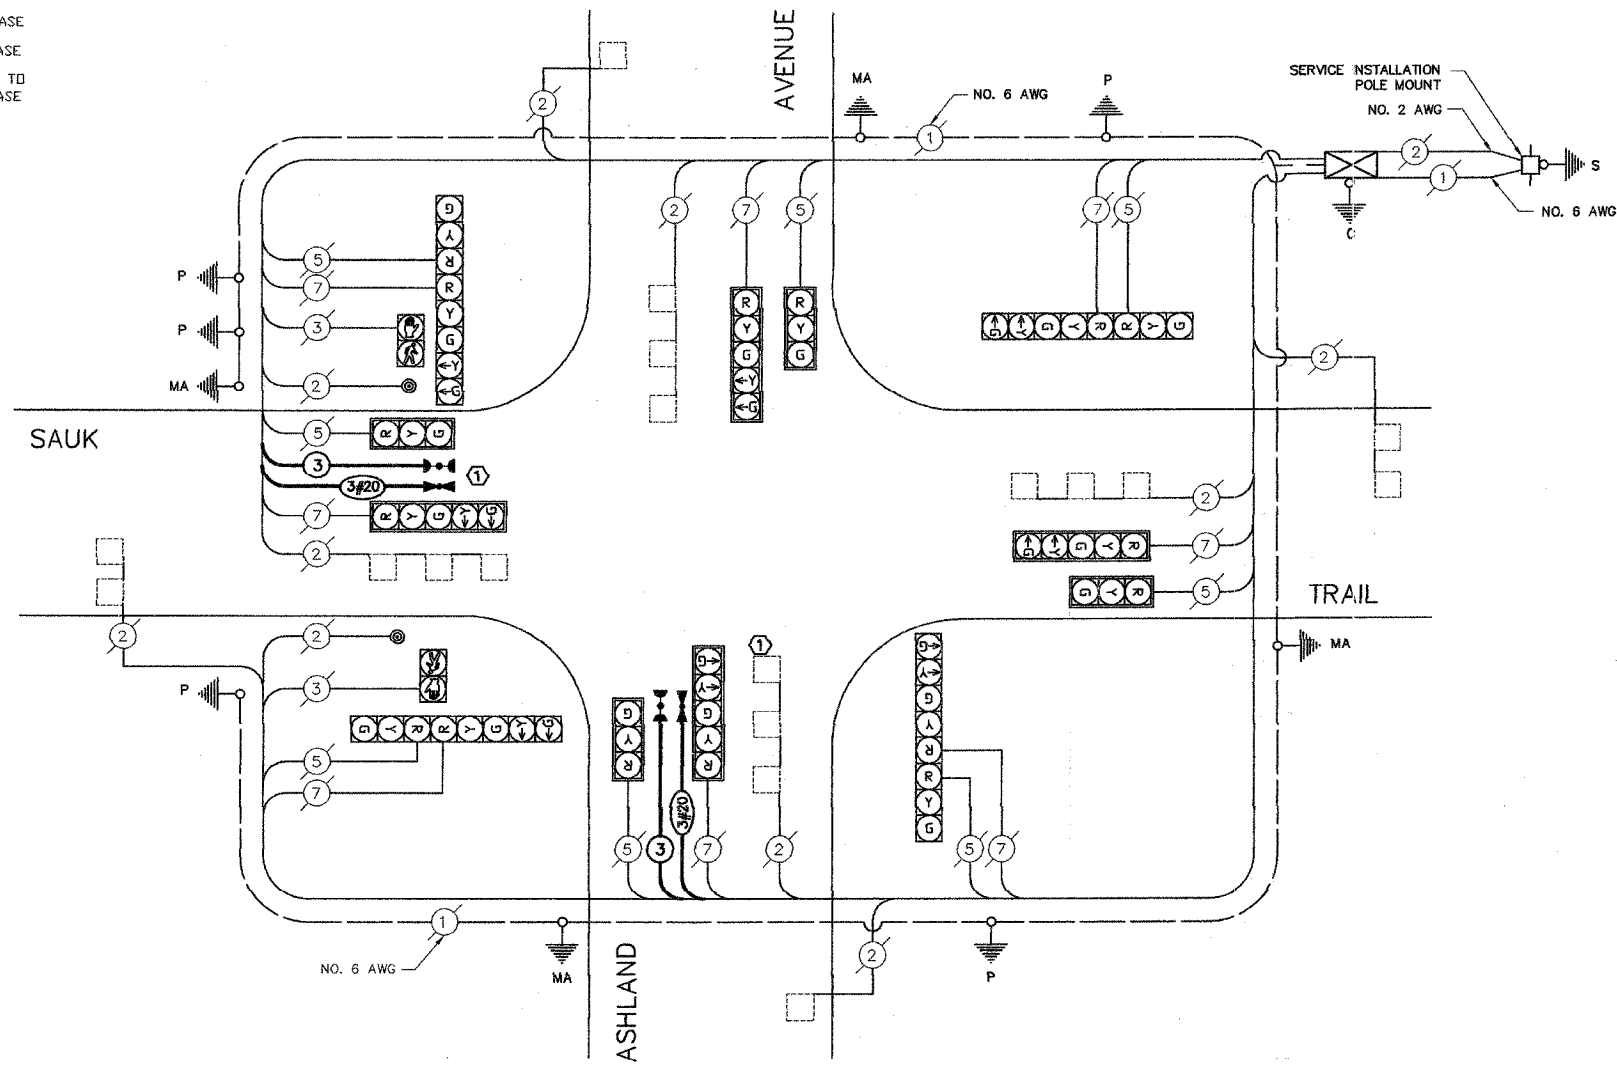 ASE
ASE
TO
ASE
AVENUE
MA
NO. 6 AWG
P
SERVICE INSTALLATION
POLE MOUNT
NO. 2 AWG
2
1
2
1
S
NO. 6 AWG
C
2
7
5
7
5
G
Y
R
R
Y
G
Y
G
5
7
3
2
P
P
MA
R
Y
G
Y
G
R
Y
G
G Y G Y R R Y G
2
SAUK
5
R Y G
3
1
3#20
7
R Y G Y G
2
2
G Y G Y R
7
G Y R
5
TRAIL
2
2
3
P
G Y R R Y G Y G
5
7
MA
1
G
Y
R
G
Y
G
Y
R
G
Y
G
Y
R
R
Y
G
3#20
5
3
7
2
5
7
1
NO. 6 AWG
MA
ASHLAND
2
P